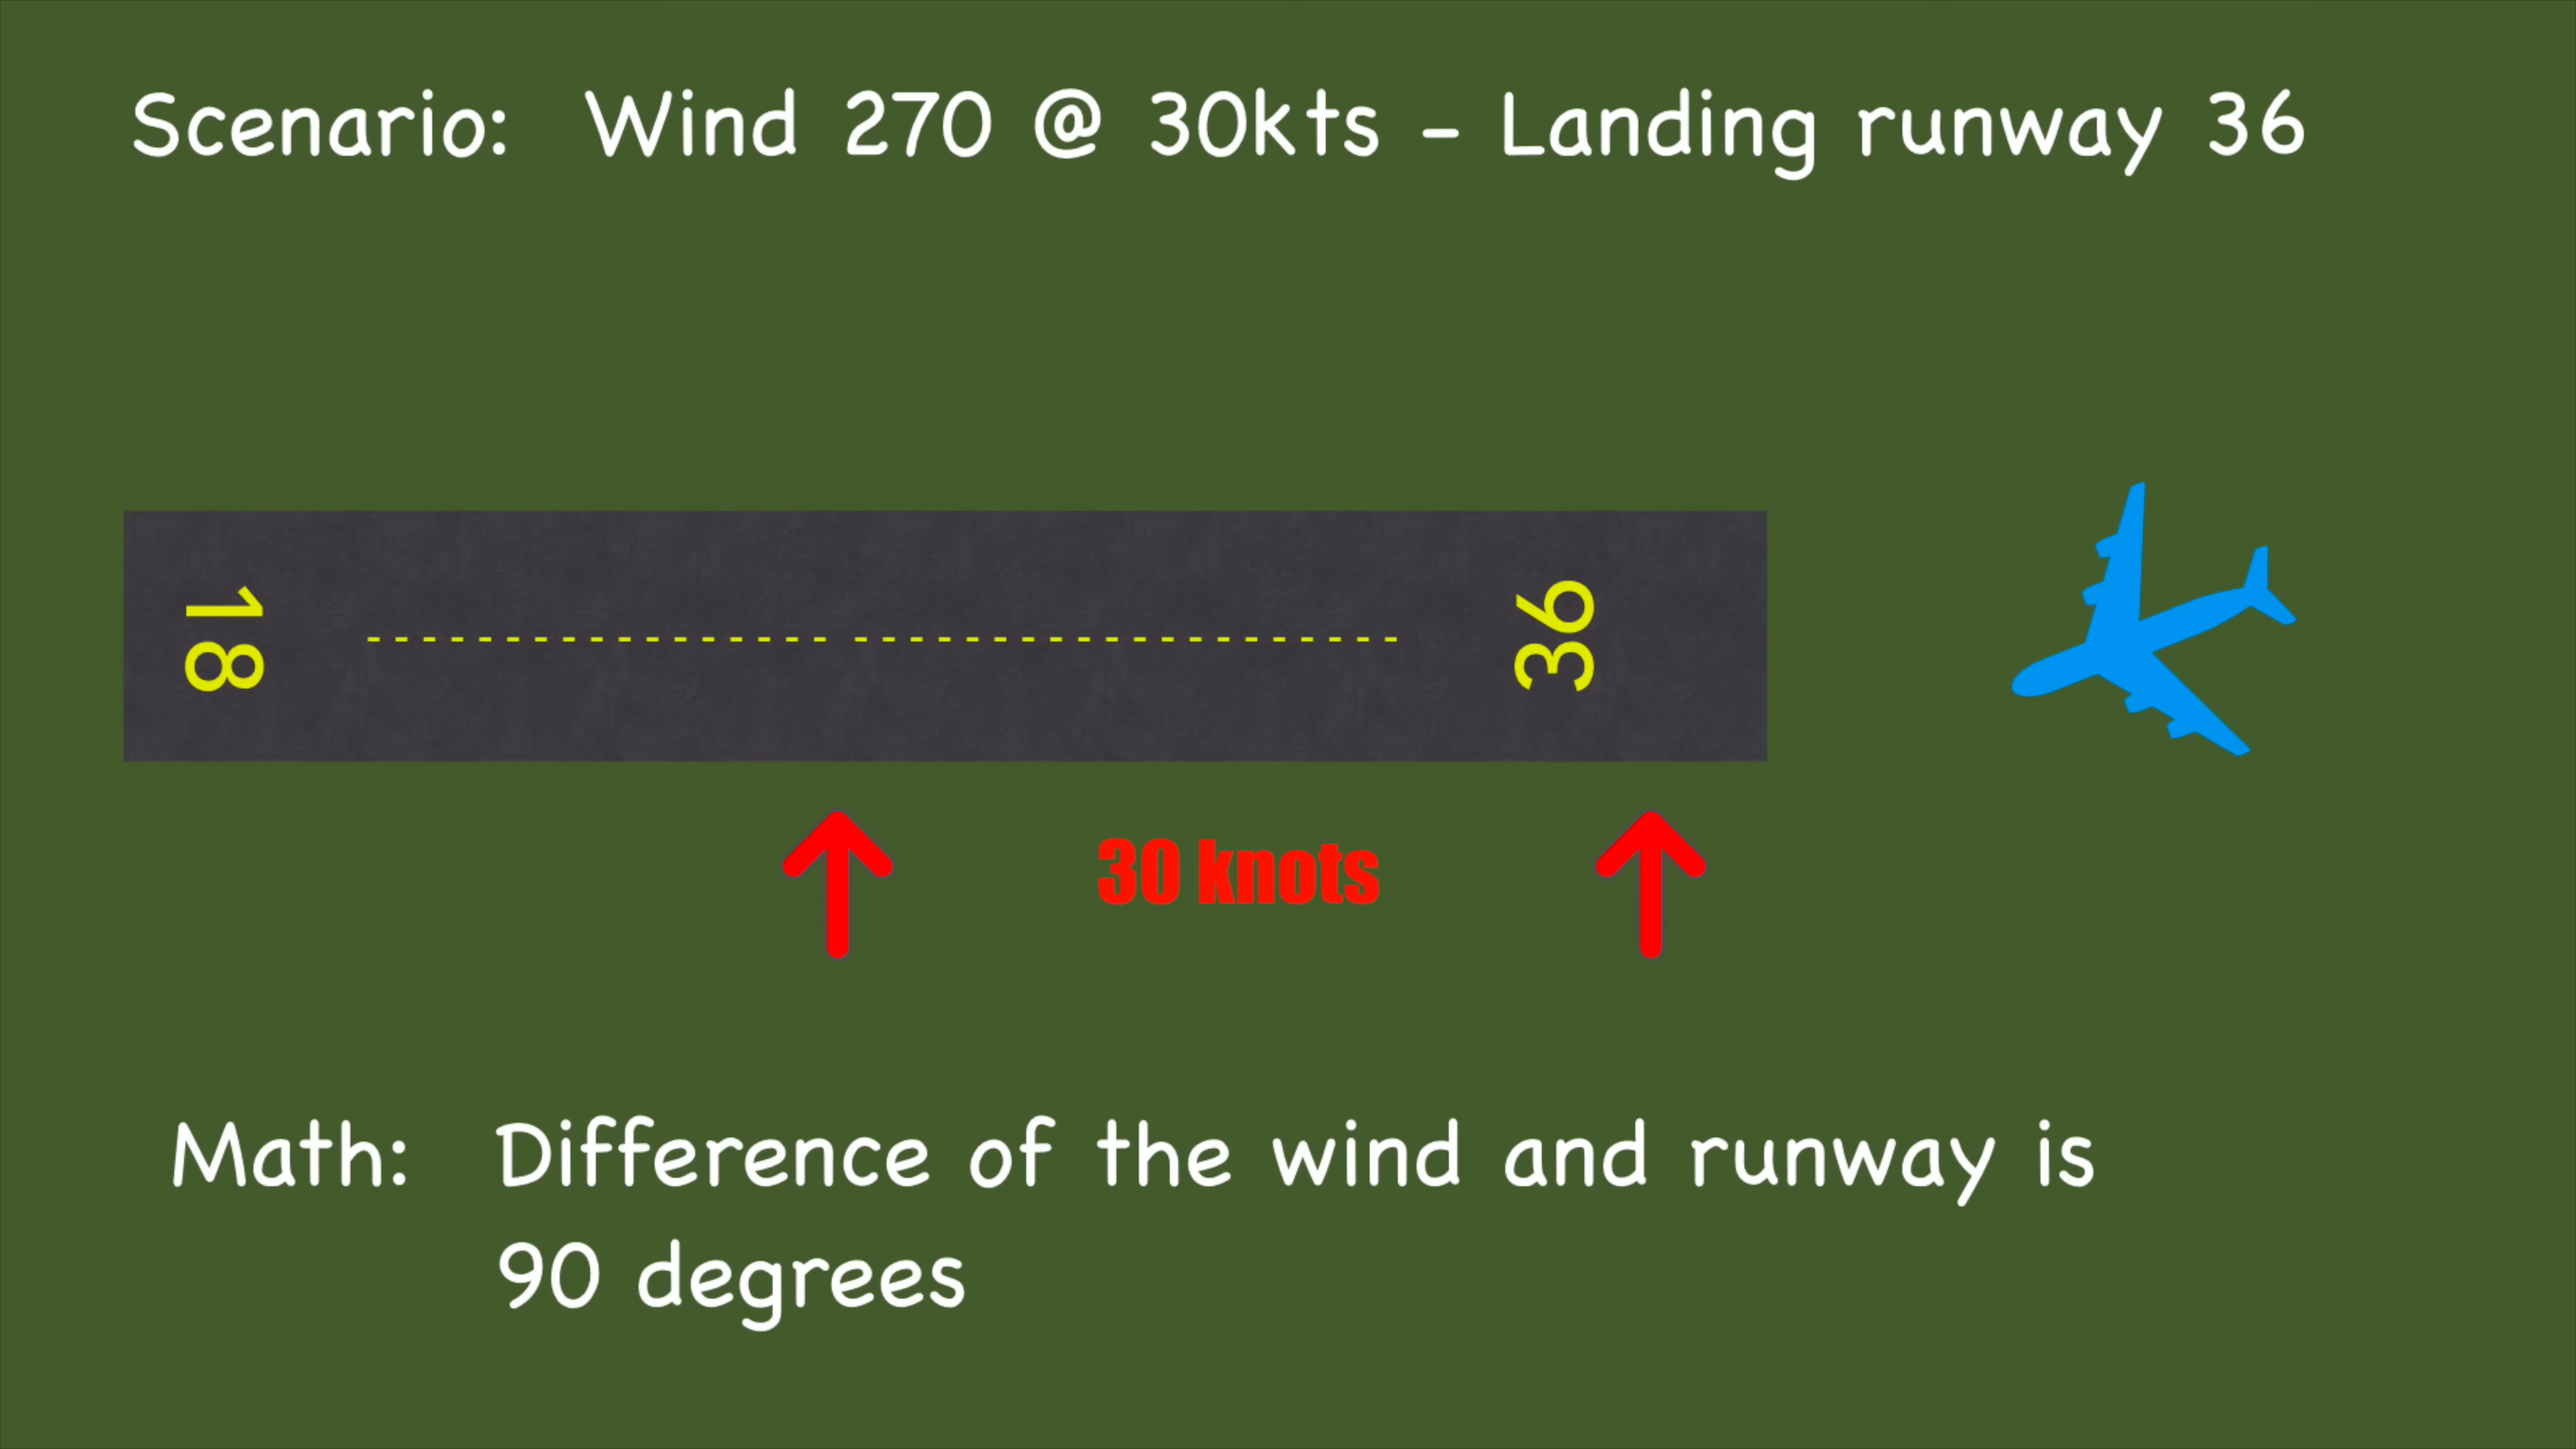 Scenario: Wind 270 @ 30kts - Landing runway 36
18
36
30 knots
Math: Difference of the wind and runway is
90 degrees